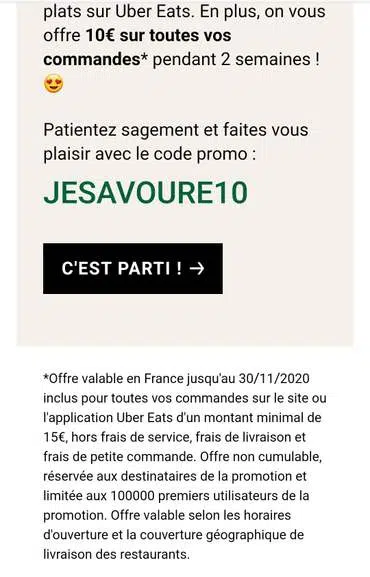 plats sur Uber Eats. En plus, on vous
offre 10€ sur toutes vos
commandes* pendant 2 semaines !
😍
Patientez sagement et faites vous
plaisir avec le code promo :
JESAVOURE10
C'EST PARTI ! →
*Offre valable en France jusqu'au 30/11/2020
inclus pour toutes vos commandes sur le site ou
l'application Uber Eats d'un montant minimal de
15€, hors frais de service, frais de livraison et
frais de petite commande. Offre non cumulable,
réservée aux destinataires de la promotion et
limitée aux 100000 premiers utilisateurs de la
promotion. Offre valable selon les horaires
d'ouverture et la couverture géographique de
livraison des restaurants.